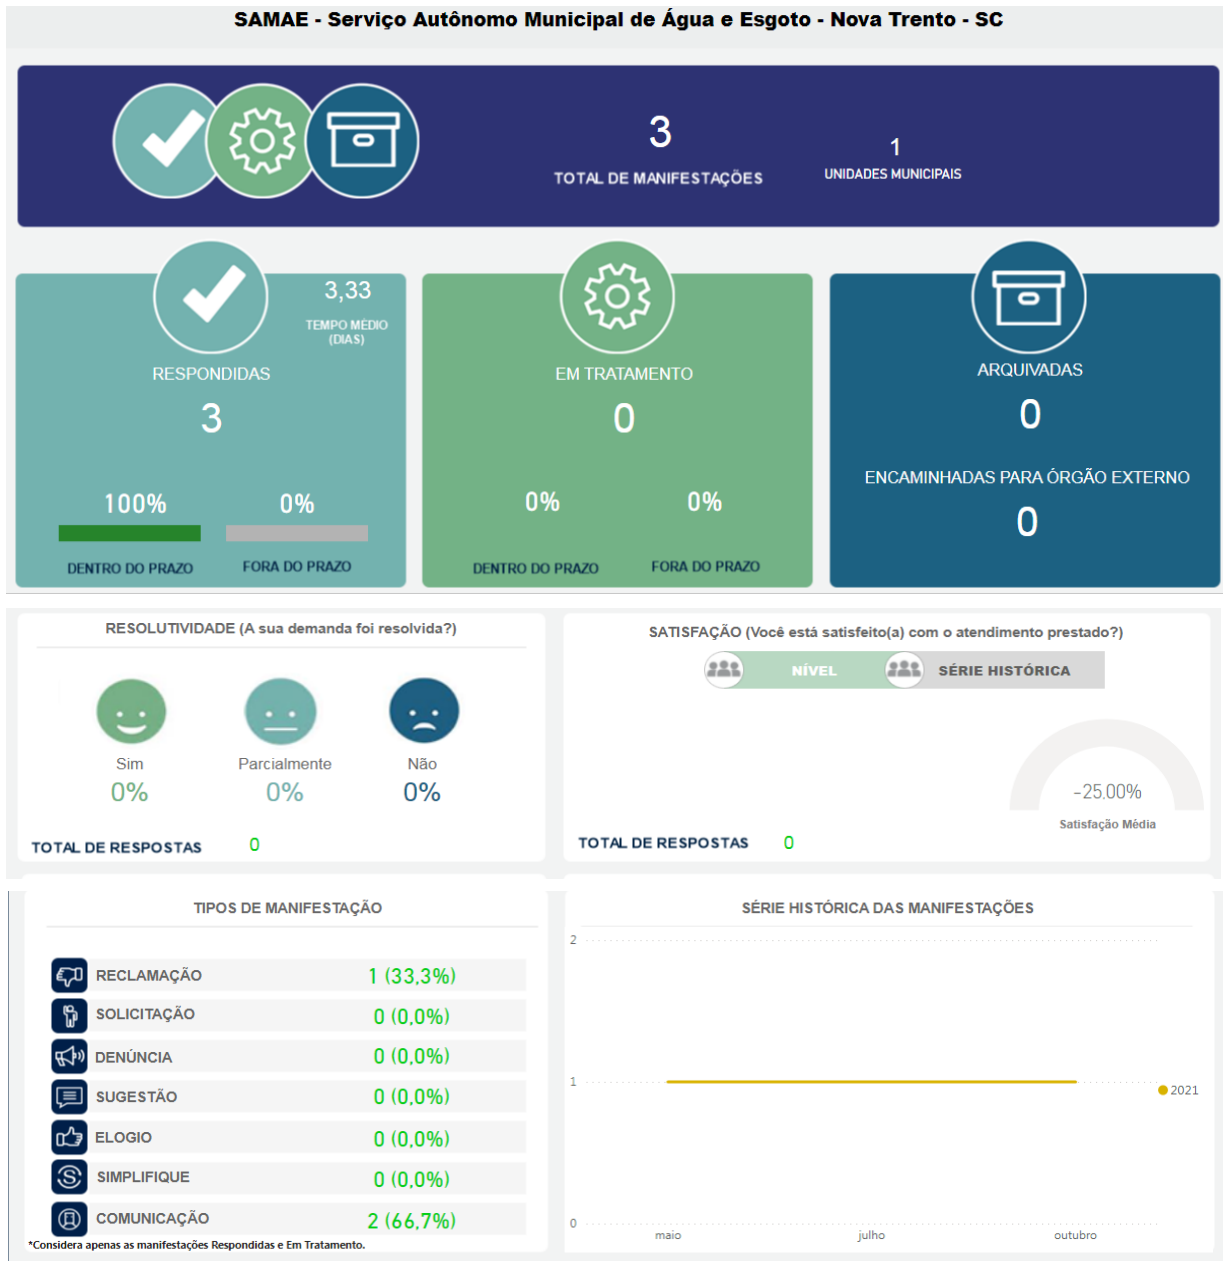 SAMAE - Serviço Autônomo Municipal de Água e Esgoto - Nova Trento - SC
3
TOTAL DE MANIFESTAÇÕES
1
UNIDADES MUNICIPAIS
3,33
TEMPO MÉDIO
(DIAS)
RESPONDIDAS
3
100%
0%
DENTRO DO PRAZO
FORA DO PRAZO
EM TRATAMENTO
0
0%
0%
DENTRO DO PRAZO
FORA DO PRAZO
ARQUIVADAS
0
ENCAMINHADAS PARA ÓRGÃO EXTERNO
0
RESOLUTIVIDADE (A sua demanda foi resolvida?)
Sim
Parcialmente
Não
0%
0%
0%
TOTAL DE RESPOSTAS 0
SATISFAÇÃO (Você está satisfeito(a) com o atendimento prestado?)
NÍVEL
SÉRIE HISTÓRICA
-25,00%
Satisfação Média
TOTAL DE RESPOSTAS 0
TIPOS DE MANIFESTAÇÃO
RECLAMAÇÃO 1 (33,3%)
SOLICITAÇÃO 0 (0,0%)
DENÚNCIA 0 (0,0%)
SUGESTÃO 0 (0,0%)
ELOGIO 0 (0,0%)
SIMPLIFIQUE 0 (0,0%)
COMUNICAÇÃO 2 (66,7%)
*Considera apenas as manifestações Respondidas e Em Tratamento.
SÉRIE HISTÓRICA DAS MANIFESTAÇÕES
2
1
0
maio
julho
outubro
2021